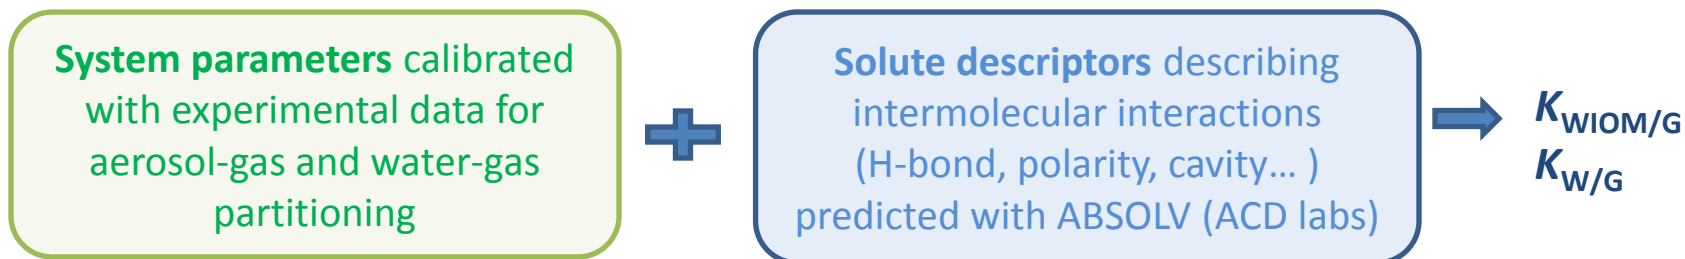 System parameters calibrated
with experimental data for
aerosol-gas and water-gas
partitioning
Solute descriptors describing
intermolecular interactions
(H-bond, polarity, cavity… )
predicted with ABSOLV (ACD labs)
KWIOM/G
KW/G